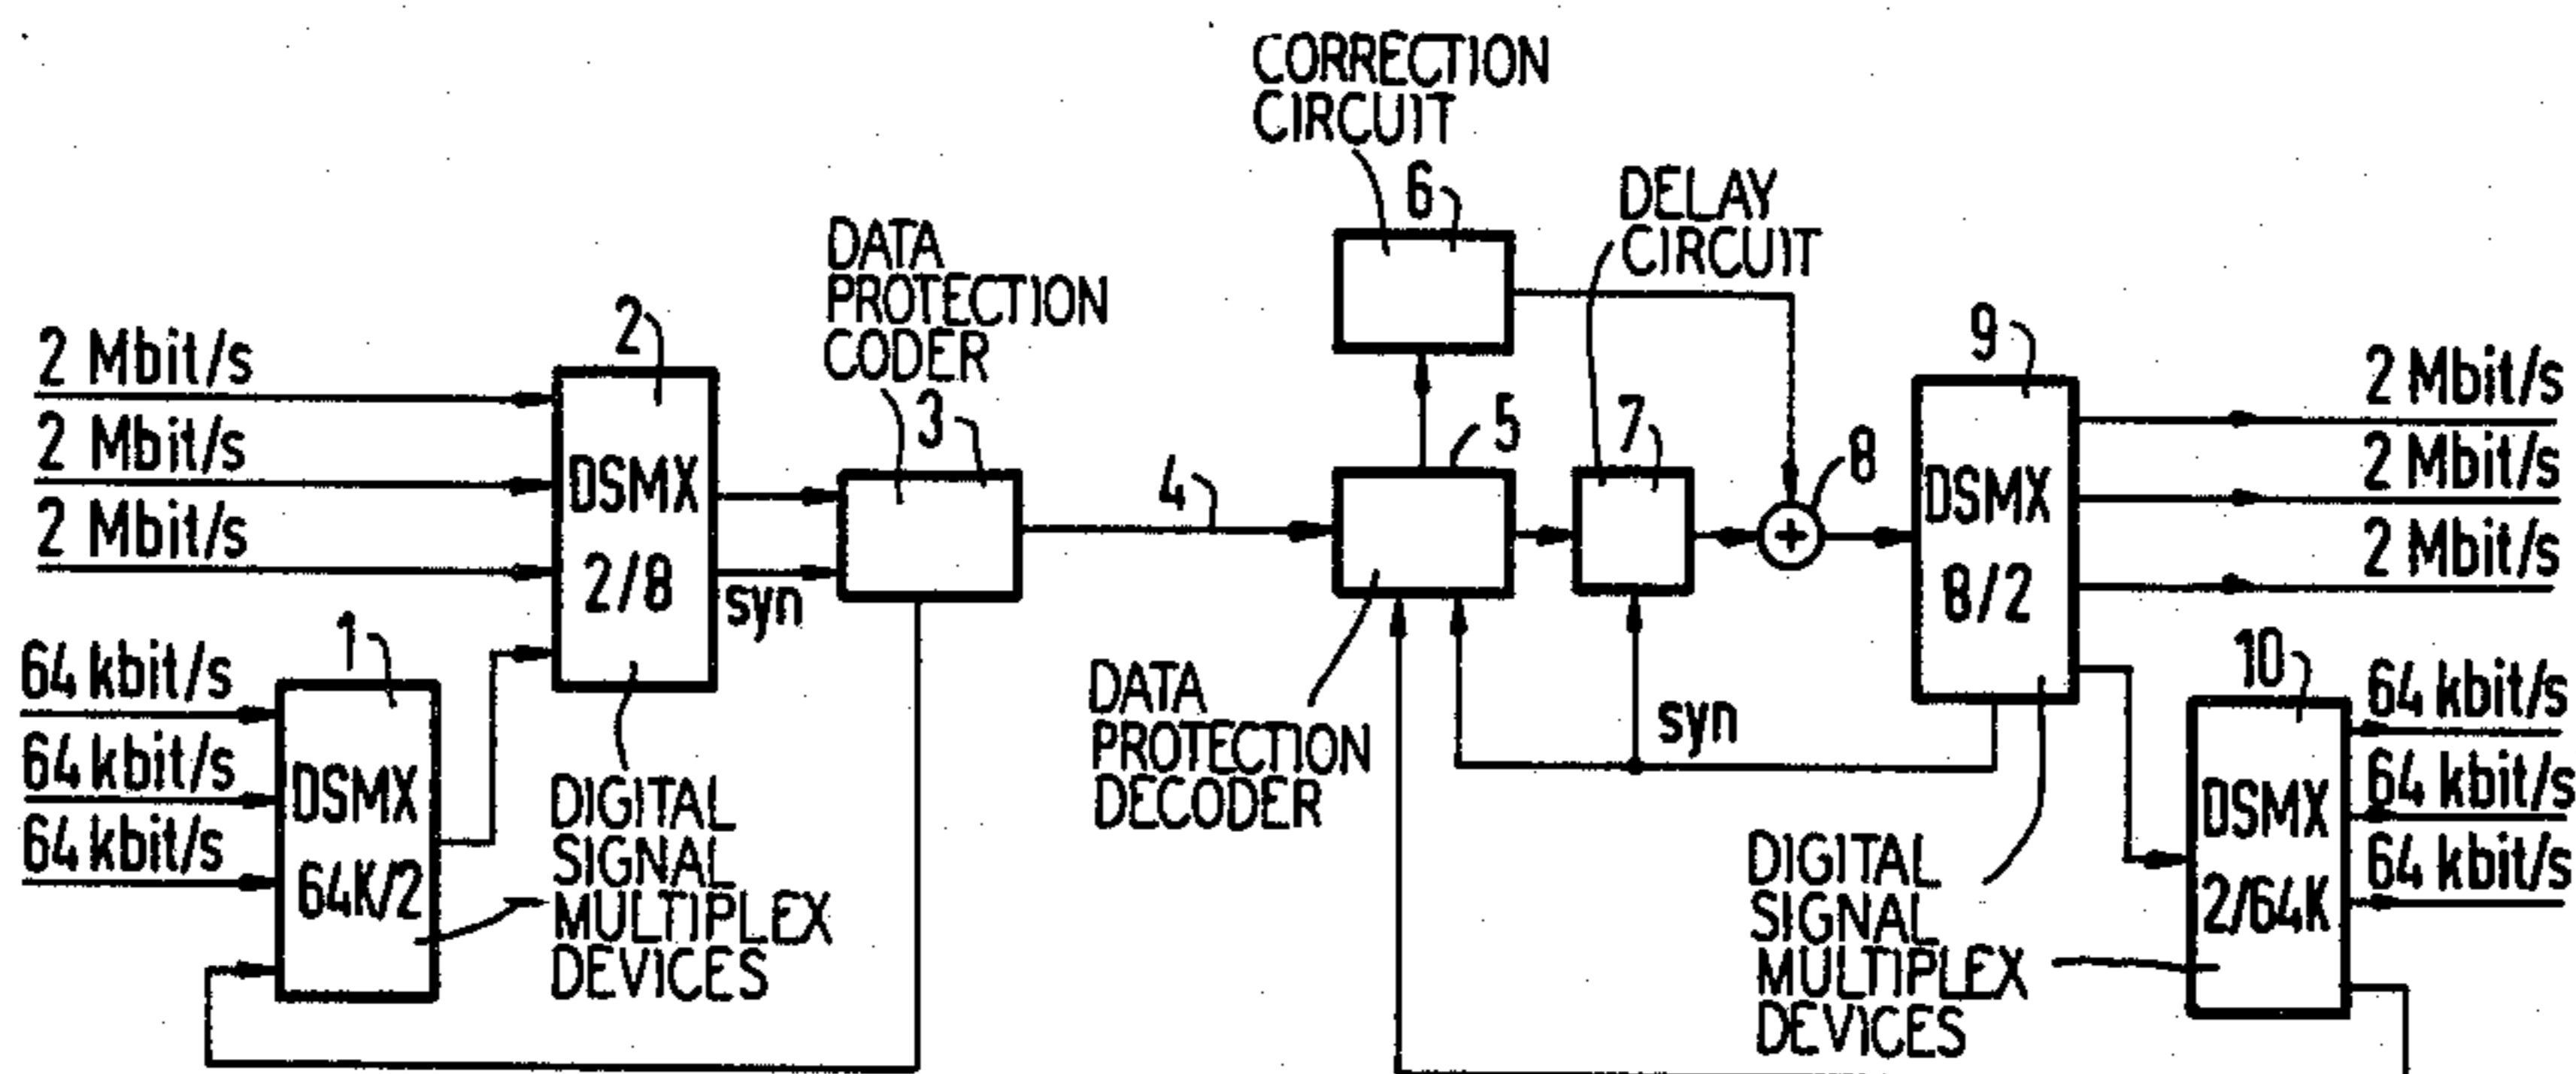 CORRECTION
CIRCUIT
6
DELAY
CIRCUIT
DATA
PROTECTION
CODER
2
9
2 Mbit/s
2 Mbit/s
2 Mbit/s
DSMX
2/8
syn
3
4
5
7
8
DSMX
8/2
2 Mbit/s
2 Mbit/s
2 Mbit/s
64 kbit/s
64 kbit/s
64 kbit/s
1
DSMX
64K/2
DIGITAL
SIGNAL
MULTIPLEX
DEVICES
DATA
PROTECTION
DECODER
syn
DIGITAL
SIGNAL
MULTIPLEX
DEVICES
10
DSMX
2/64K
64 kbit/s
64 kbit/s
64 kbit/s